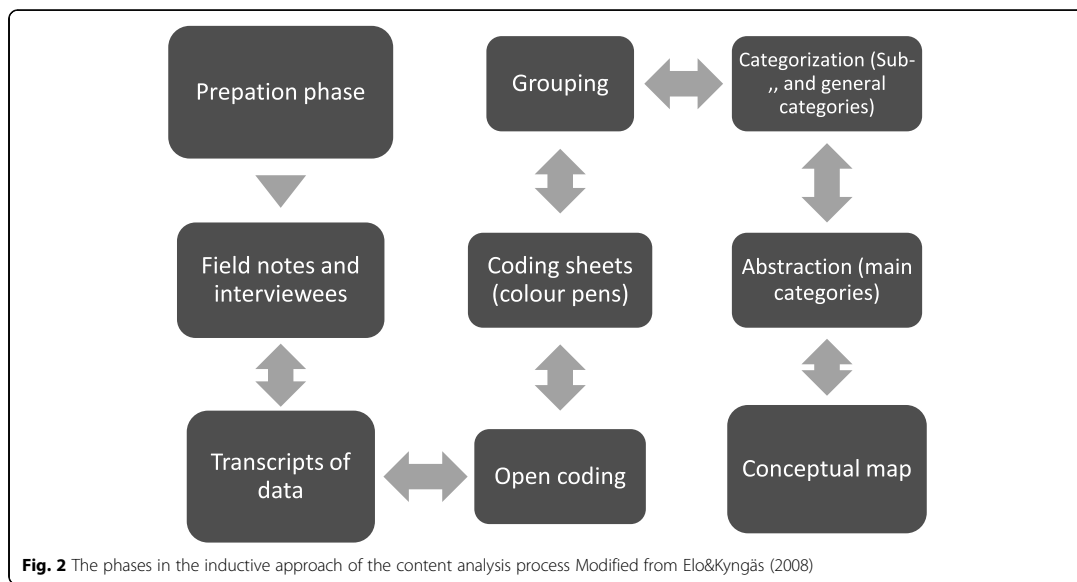 Prepation phase
Field notes and
interviewees
Transcripts of
data
Open coding
Coding sheets
(colour pens)
Grouping
Categorization (Sub-
,, and general
categories)
Abstraction (main
categories)
Conceptual map
Fig. 2 The phases in the inductive approach of the content analysis process Modified from Elo&Kyngäs (2008)